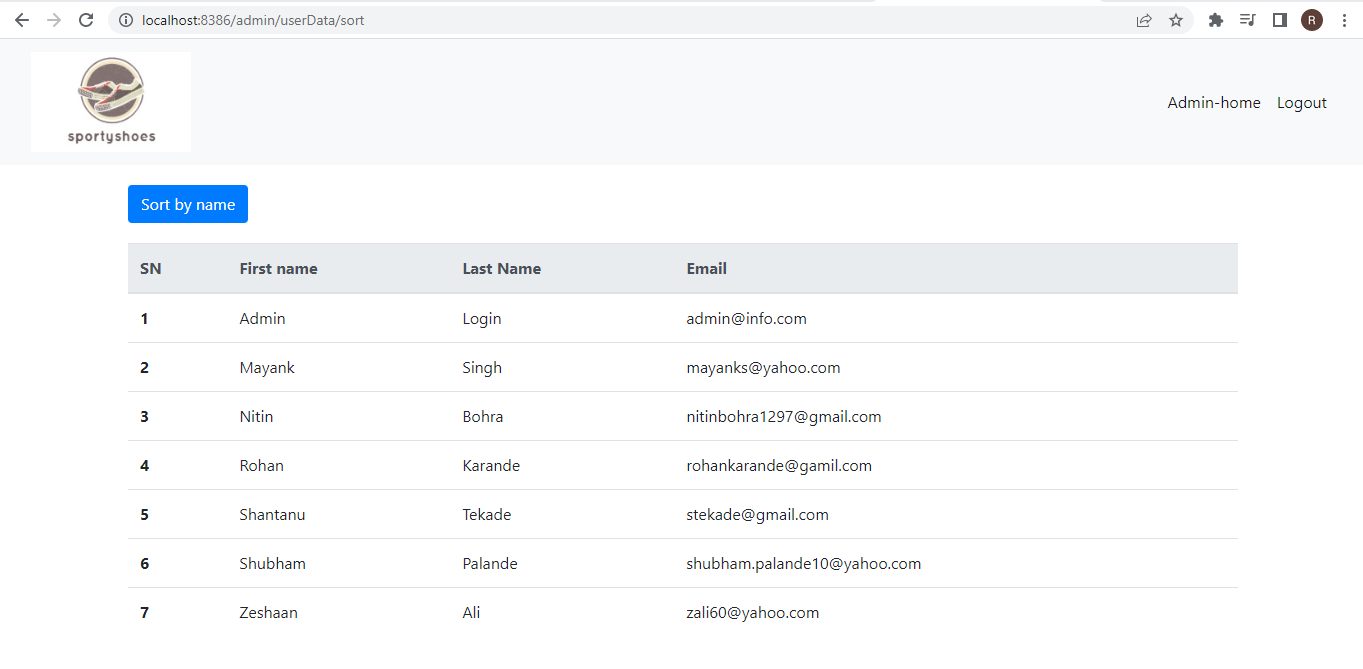 localhost:8386/admin/userData/sort
R
sportyshoes
Admin-home Logout
Sort by name
SN First name Last Name Email
1 Admin Login admin@info.com
2 Mayank Singh mayanks@yahoo.com
3 Nitin Bohra nitinbohra1297@gmail.com
4 Rohan Karande rohankarande@gamil.com
5 Shantanu Tekade stekade@gmail.com
6 Shubham Palande shubham.palande10@yahoo.com
7 Zeshaan Ali zali60@yahoo.com